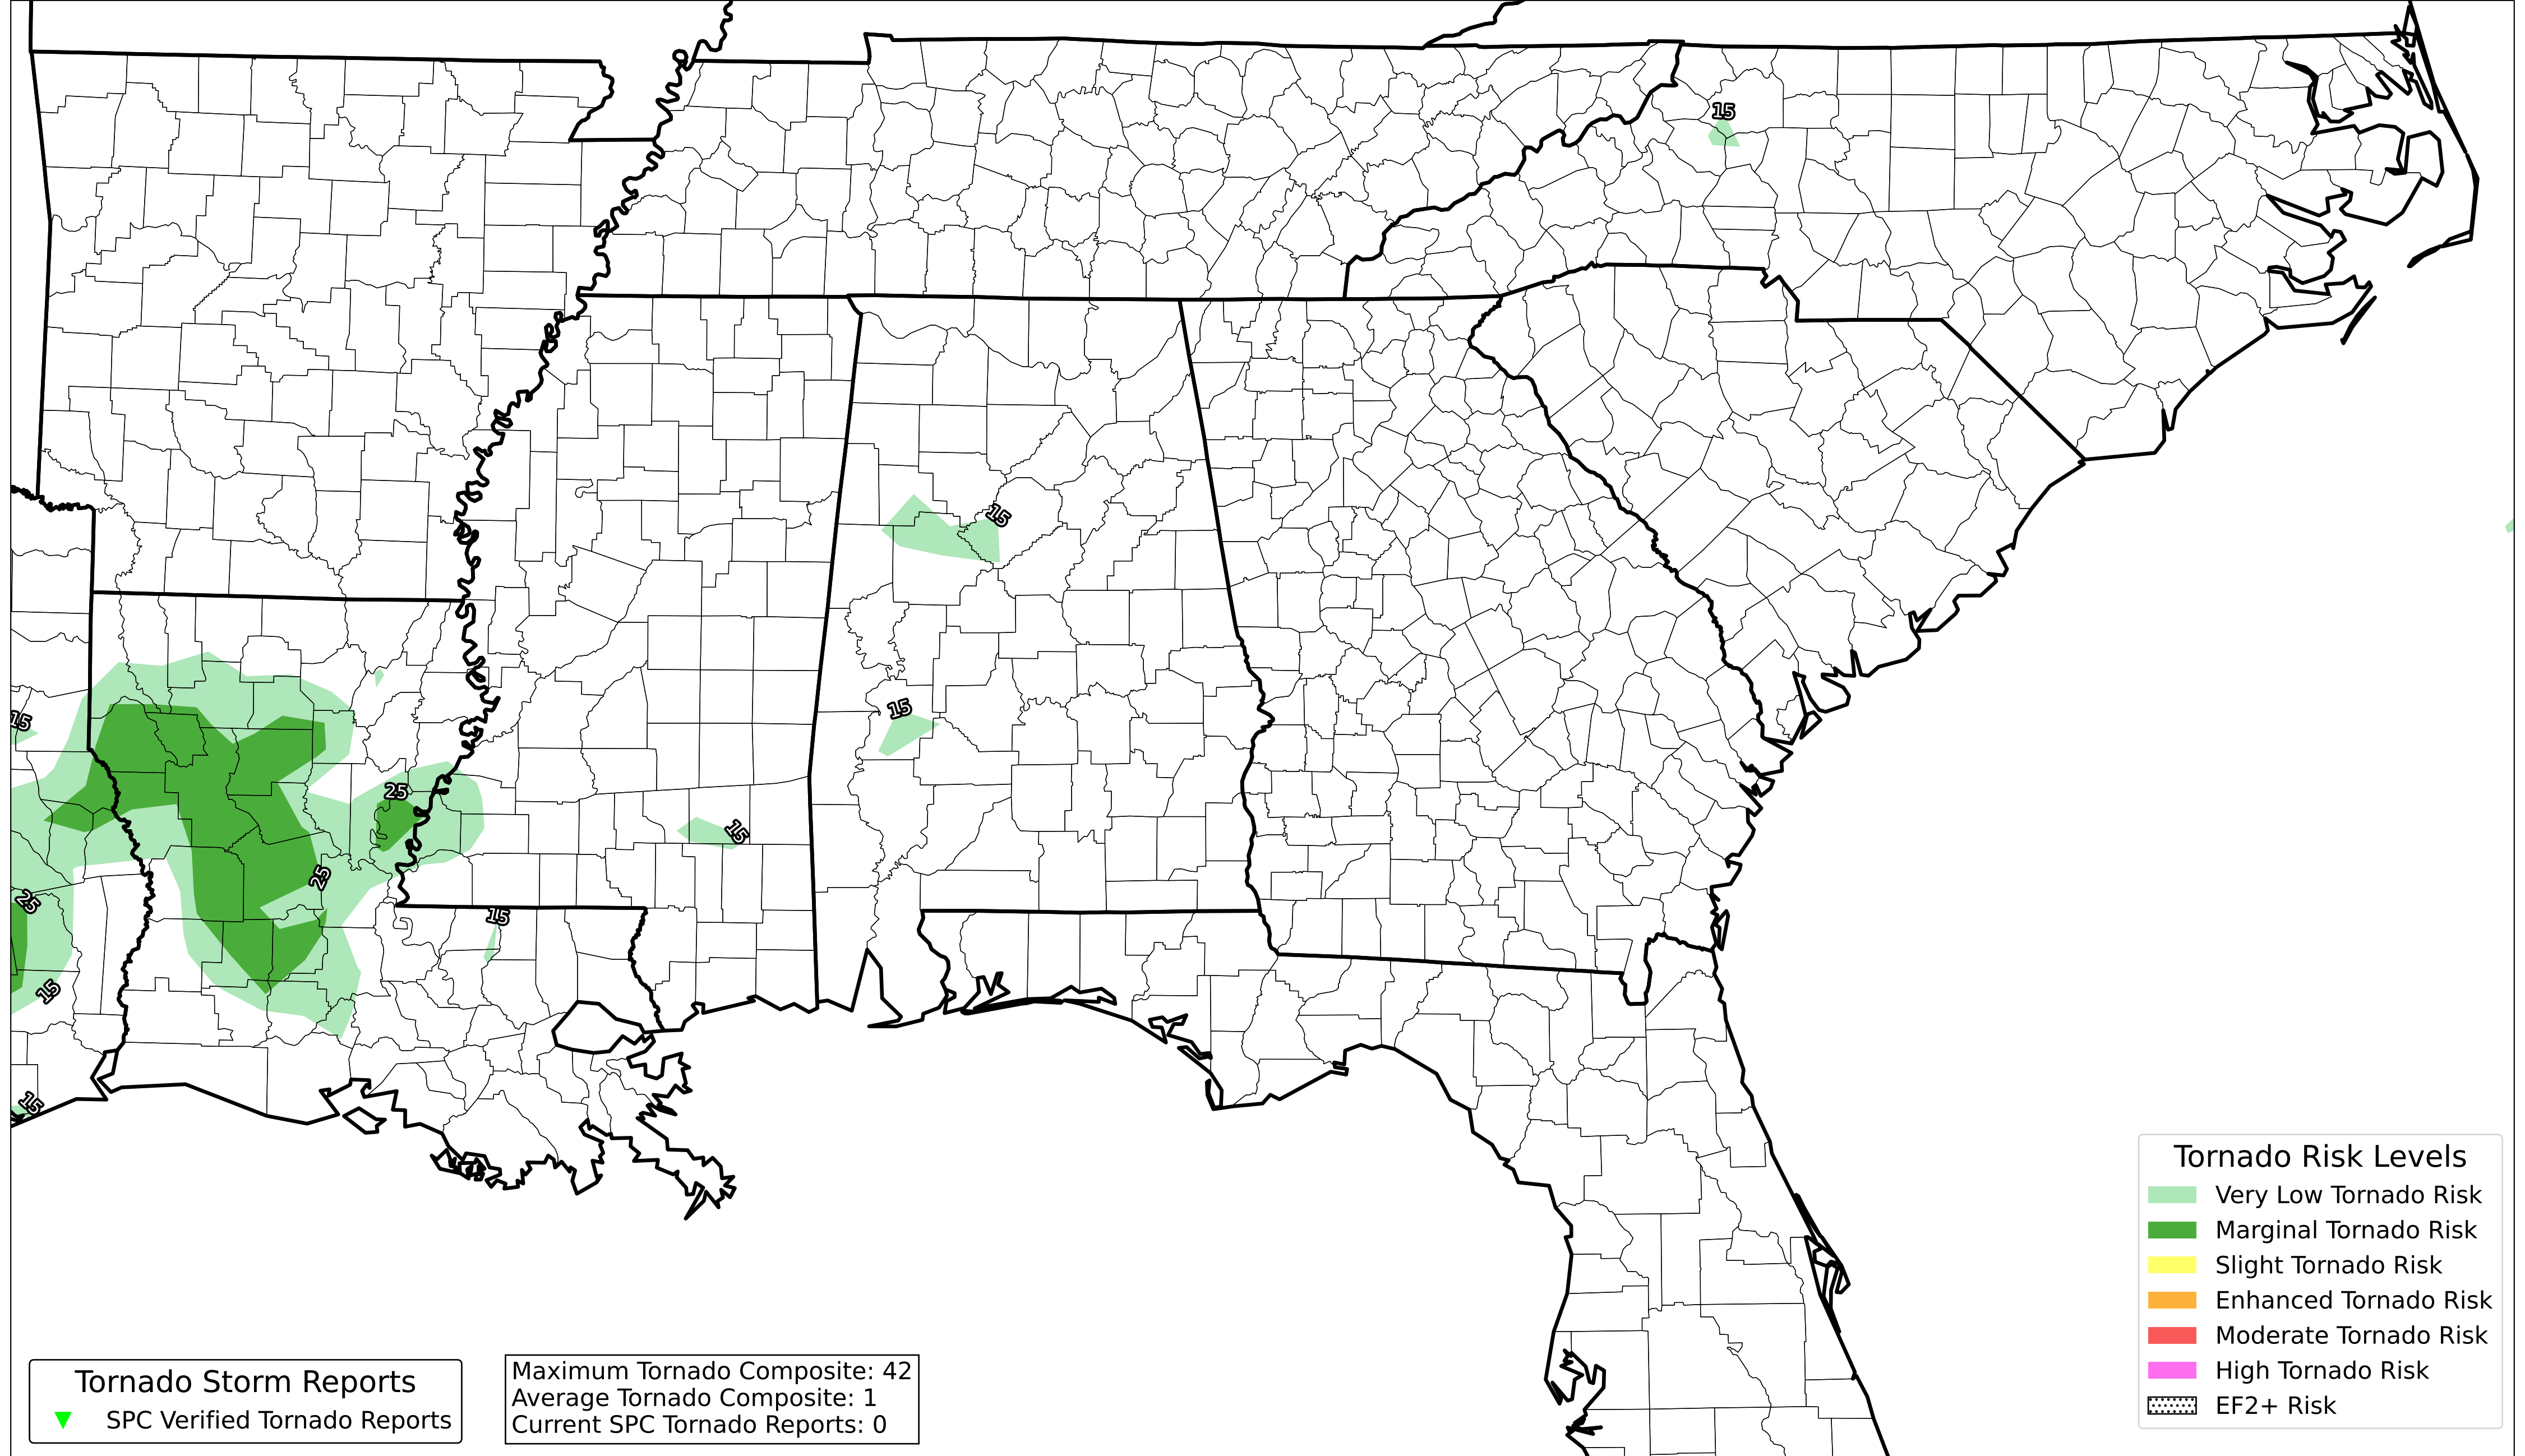 15
15
15
15
25
15
25
25
15
15
15
Tornado Risk Levels
Very Low Tornado Risk
Marginal Tornado Risk
Slight Tornado Risk
Enhanced Tornado Risk
Moderate Tornado Risk
High Tornado Risk
EF2+ Risk
Tornado Storm Reports
SPC Verified Tornado Reports
Maximum Tornado Composite: 42
Average Tornado Composite: 1
Current SPC Tornado Reports: 0